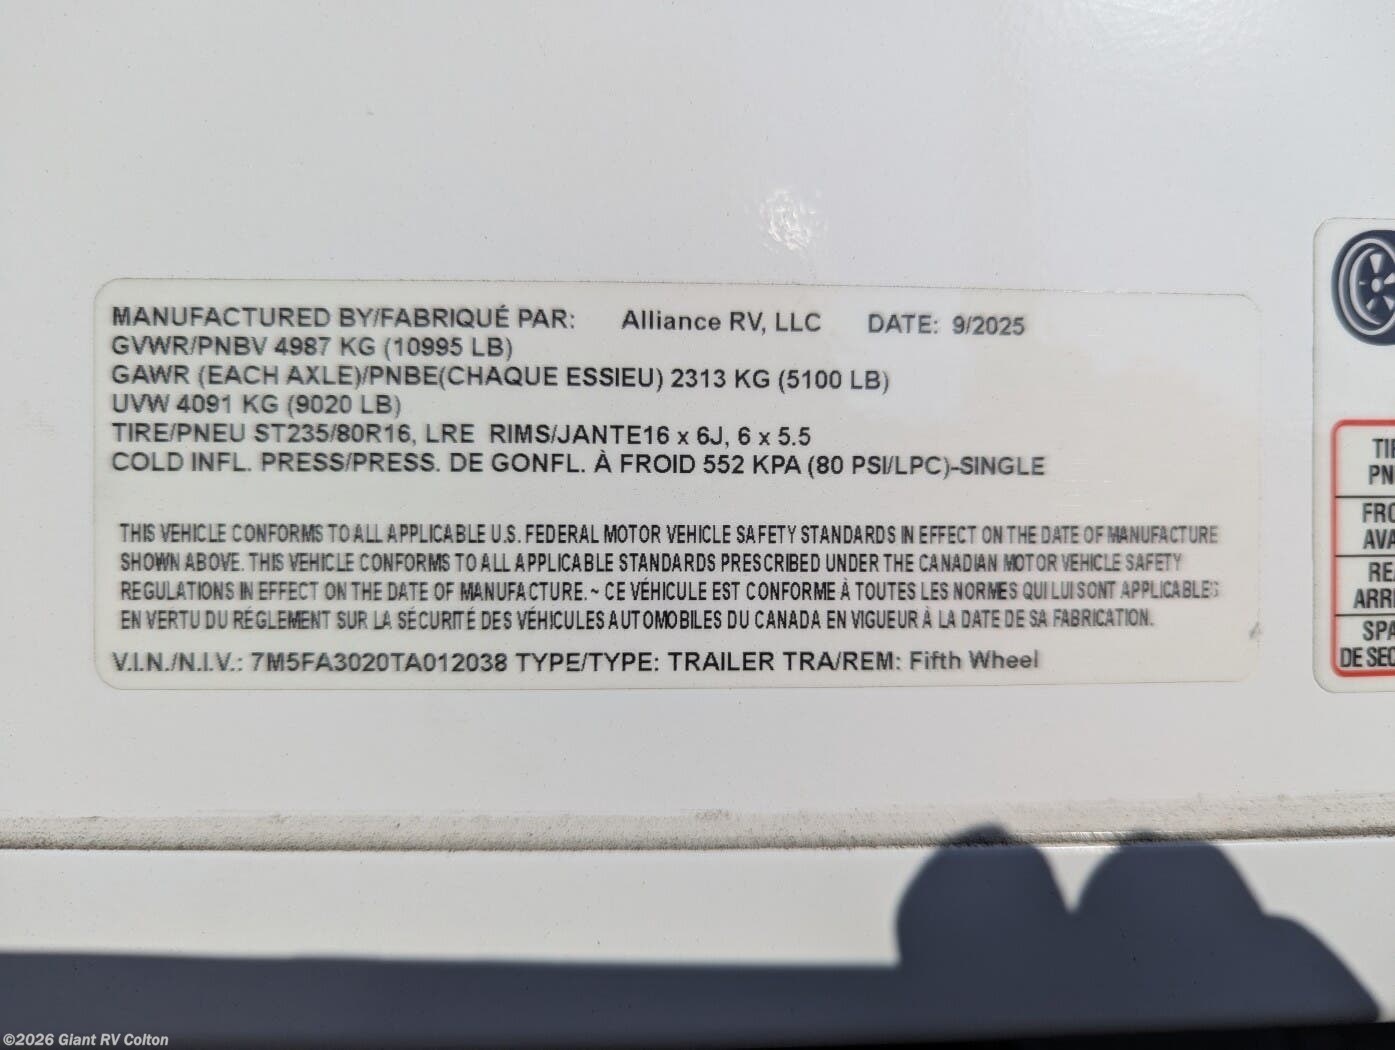 MANUFACTURED BY/FABRIQUÉ PAR: Alliance RV, LLC DATE: 9/2025
GVWR/PNBV 4987 KG (10995 LB)
GAWR (EACH AXLE)/PNBE(CHAQUE ESSIEU) 2313 KG (5100 LB)
UVW 4091 KG (9020 LB)
TIRE/PNEU ST235/80R16, LRE RIMS/JANTE16 x 6J, 6 x 5.5
COLD INFL. PRESS/PRESS. DE GONFL. À FROID 552 KPA (80 PSI/LPC)-SINGLE
THIS VEHICLE CONFORMS TO ALL APPLICABLE U.S. FEDERAL MOTOR VEHICLE SAFETY STANDARDS IN EFFECT ON THE DATE OF MANUFACTURE
SHOWN ABOVE. THIS VEHICLE CONFORMS TO ALL APPLICABLE STANDARDS PRESCRIBED UNDER THE CANADIAN MOTOR VEHICLE SAFETY
REGULATIONS IN EFFECT ON THE DATE OF MANUFACTURE. ~ CE VÉHICULE EST CONFORME À TOUTES LES NORMES QUI LUI SONT APPLICABLES
EN VERTU DU RÉGLEMENT SUR LA SÉCURITÉ DES VÉHICULES AUTOMOBILES DU CANADA EN VIGUEUR À LA DATE DE SA FABRICATION.
V.I.N./N.I.V.: 7M5FA3020TA012038 TYPE/TYPE: TRAILER TRA/REM: Fifth Wheel
TIE
PN
FRO
AVA
RE
ARRI
SPA
DE SEC
©2026 Giant RV Colton